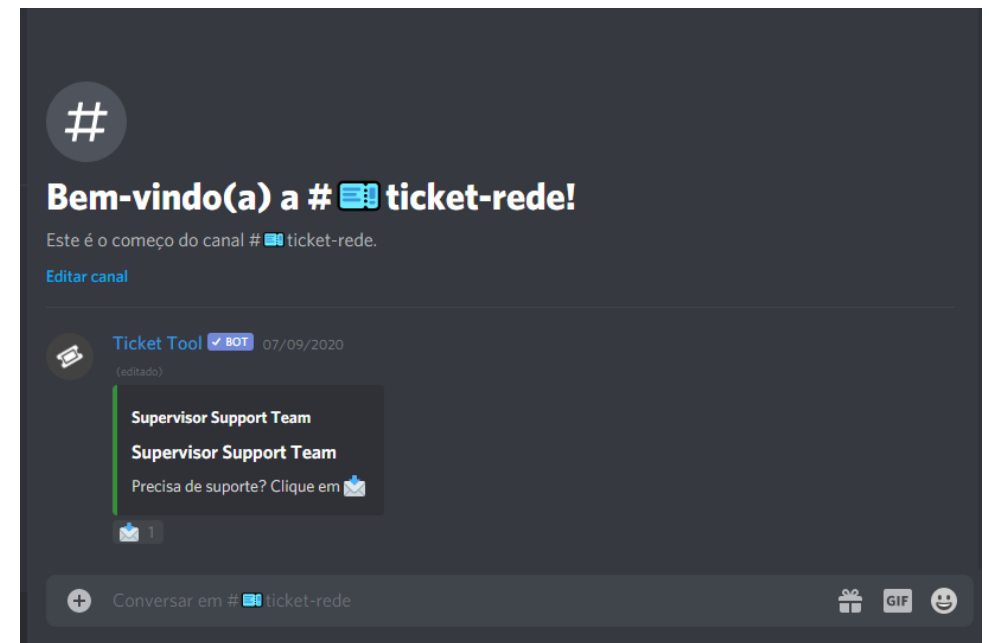 #
Bem-vindo(a) a # 🎫 ticket-rede!
Este é o começo do canal # 🎫 ticket-rede.
Editar canal
Ticket Tool ✓ BOT 07/09/2020
(editado)
Supervisor Support Team
Supervisor Support Team
Precisa de suporte? Clique em 📩
📩 1
Conversar em # 🎫 ticket-rede GIF